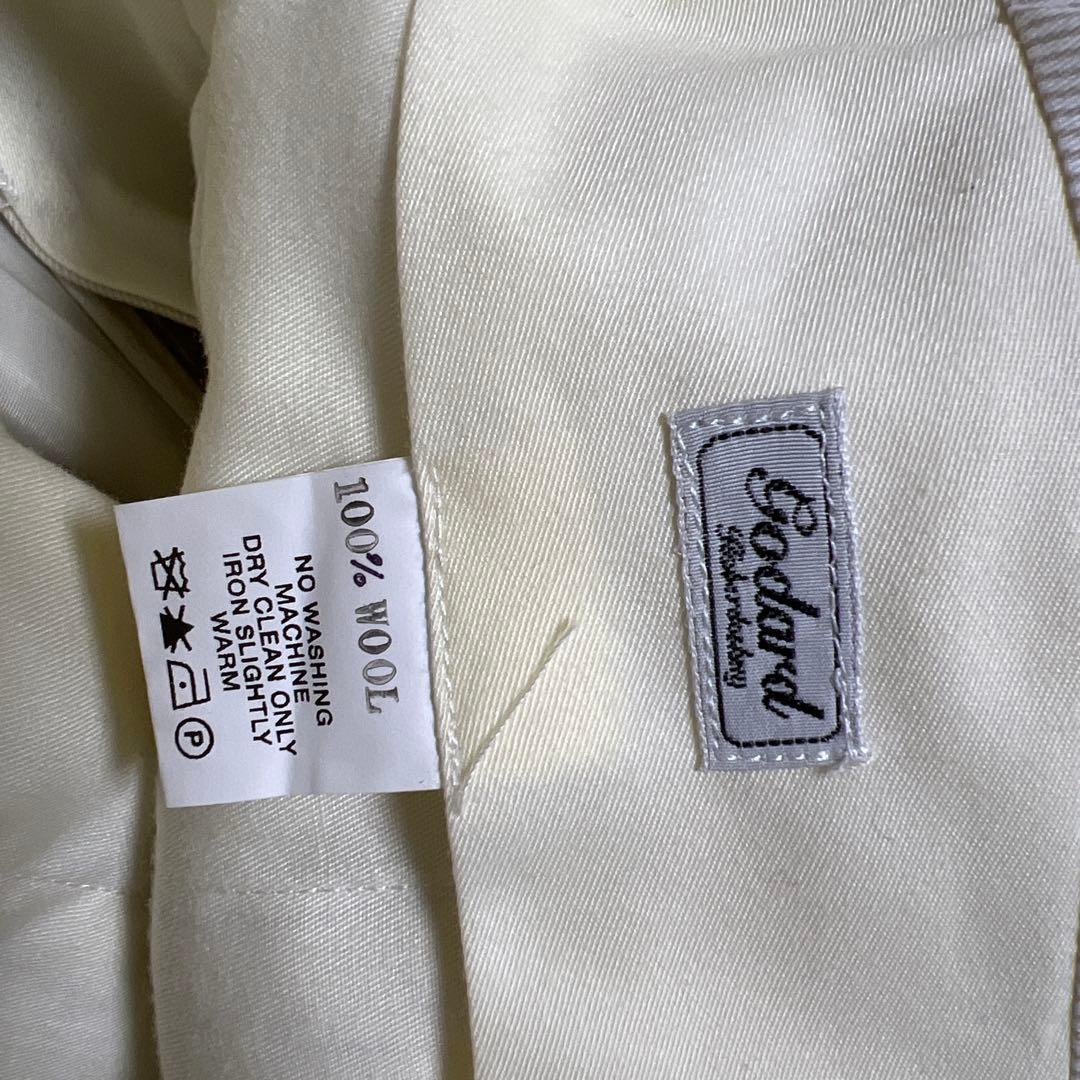 100% WOOL
NO WASHING
MACHINE
DRY CLEAN ONLY
IRON SLIGHTLY
WARM
P
Godard